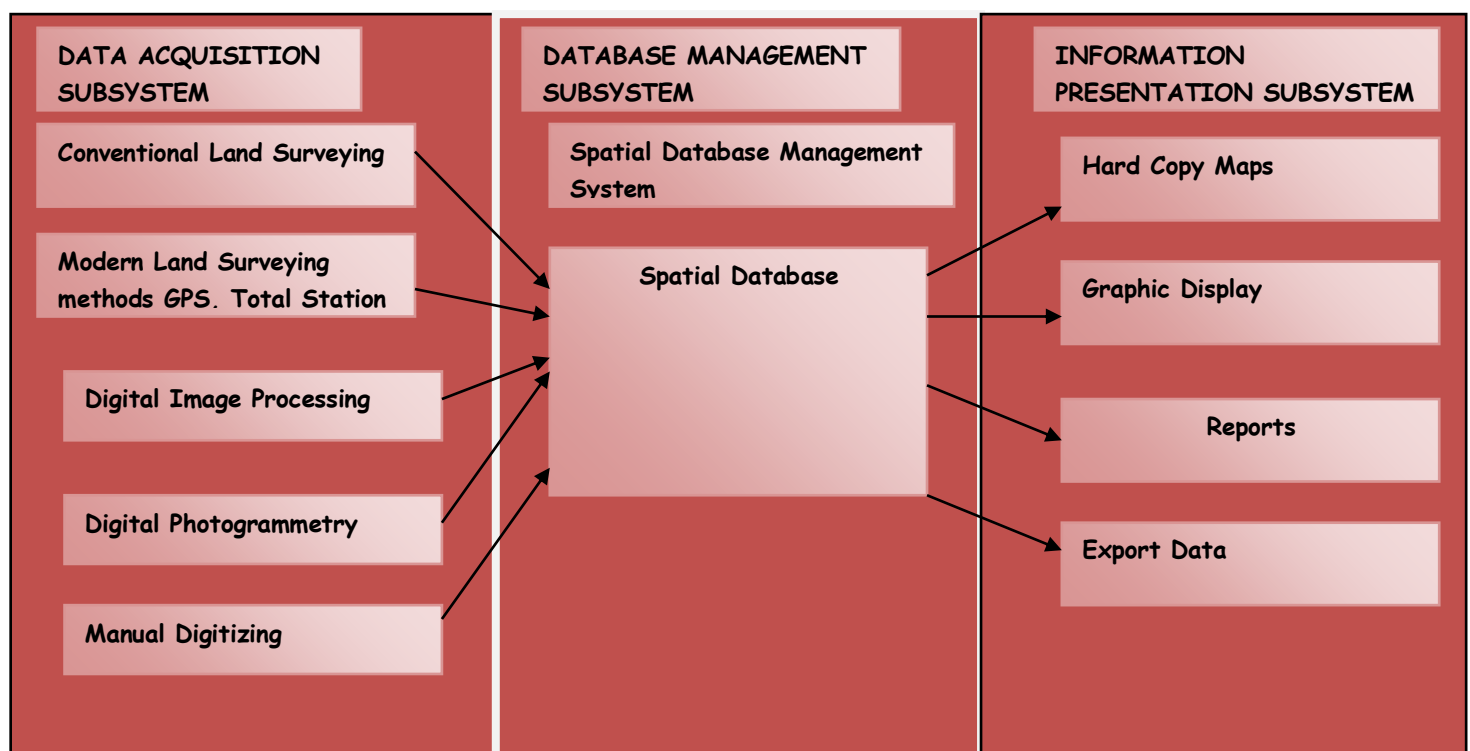 DATA ACQUISITION
SUBSYSTEM
Conventional Land Surveying
Modern Land Surveying
methods GPS. Total Station
Digital Image Processing
Digital Photogrammetry
Manual Digitizing
DATABASE MANAGEMENT
SUBSYSTEM
Spatial Database Management
System
Spatial Database
INFORMATION
PRESENTATION SUBSYSTEM
Hard Copy Maps
Graphic Display
Reports
Export Data